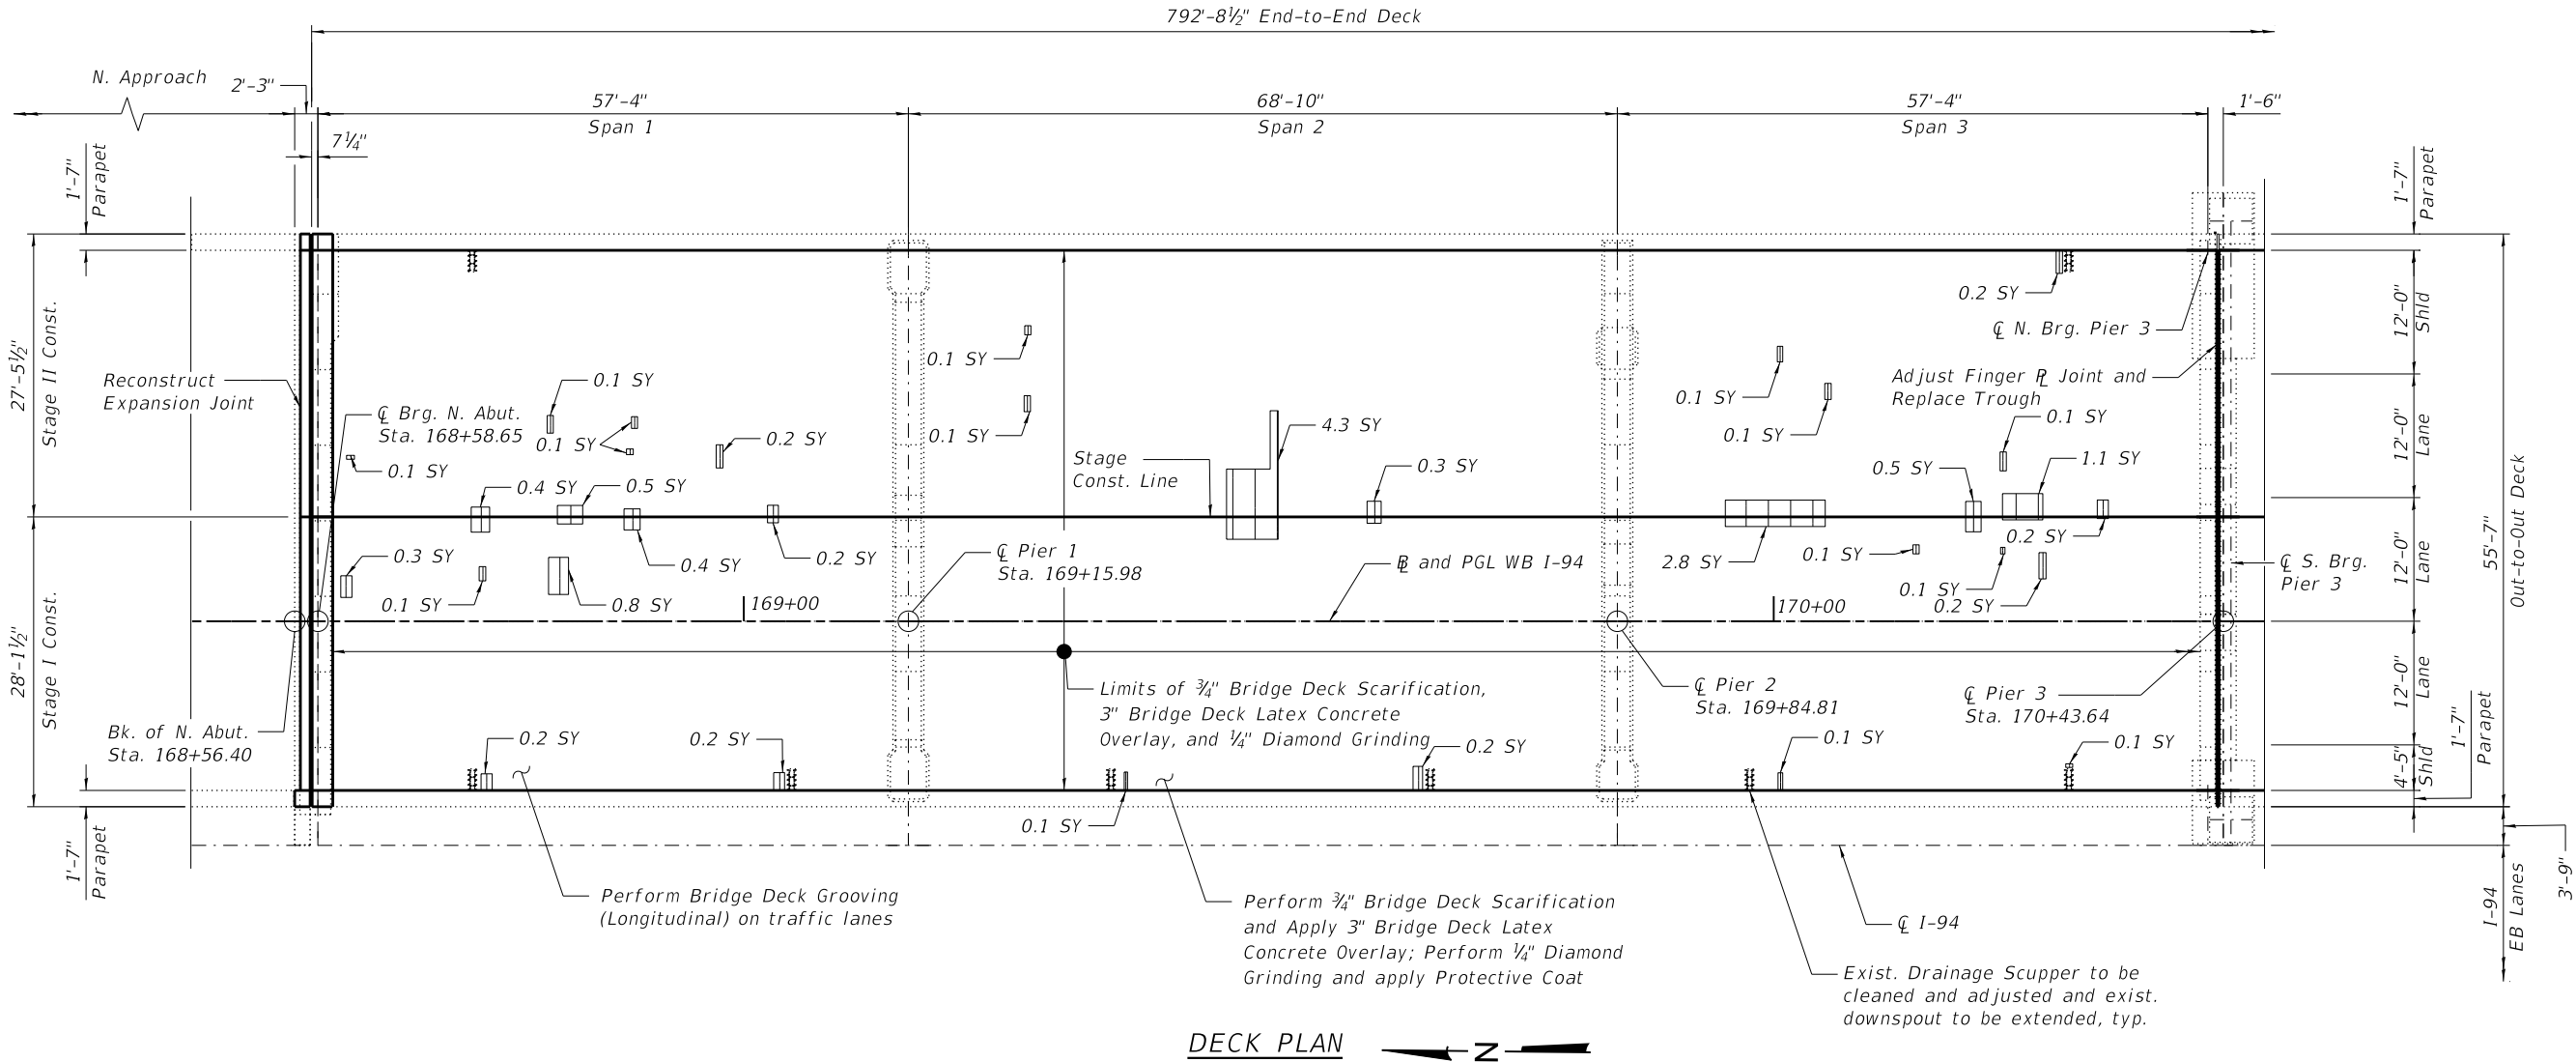 792'-8½" End-to-End Deck
N. Approach
2'-3"
57'-4"
Span 1
68'-10"
Span 2
57'-4"
Span 3
1'-6"
7¼"
1'-7"
Parapet
1'-7"
Parapet
27'-5½"
Stage II Const.
28'-1½"
Stage I Const.
1'-7"
Parapet
Reconstruct
Expansion Joint
℄ Brg. N. Abut.
Sta. 168+58.65
Bk. of N. Abut.
Sta. 168+56.40
0.1 SY
0.1 SY
0.1 SY
0.2 SY
0.4 SY
0.5 SY
0.3 SY
0.1 SY
0.8 SY
0.4 SY
0.2 SY
169+00
0.2 SY
0.2 SY
℄ Pier 1
Sta. 169+15.98
0.1 SY
0.1 SY
Stage
Const. Line
4.3 SY
0.3 SY
℄ and PGL WB I-94
Limits of ¾" Bridge Deck Scarification,
3" Bridge Deck Latex Concrete
Overlay, and ¼" Diamond Grinding
0.2 SY
0.1 SY
0.2 SY
℄ N. Brg. Pier 3
Adjust Finger ℙ Joint and
Replace Trough
0.1 SY
0.1 SY
0.1 SY
1.1 SY
0.5 SY
0.2 SY
2.8 SY
0.1 SY
0.1 SY
0.2 SY
170+00
℄ S. Brg.
Pier 3
℄ Pier 2
Sta. 169+84.81
℄ Pier 3
Sta. 170+43.64
0.1 SY
0.1 SY
12'-0"
Shld
12'-0"
Lane
12'-0"
Lane
12'-0"
Lane
4'-5"
Shld
1'-7"
Parapet
55'-7"
Out-to-Out Deck
3'-9"
I-94
EB Lanes
Perform Bridge Deck Grooving
(Longitudinal) on traffic lanes
Perform ¾" Bridge Deck Scarification
and Apply 3" Bridge Deck Latex
Concrete Overlay; Perform ¼" Diamond
Grinding and apply Protective Coat
℄ I-94
Exist. Drainage Scupper to be
cleaned and adjusted and exist.
downspout to be extended, typ.
DECK PLAN
N